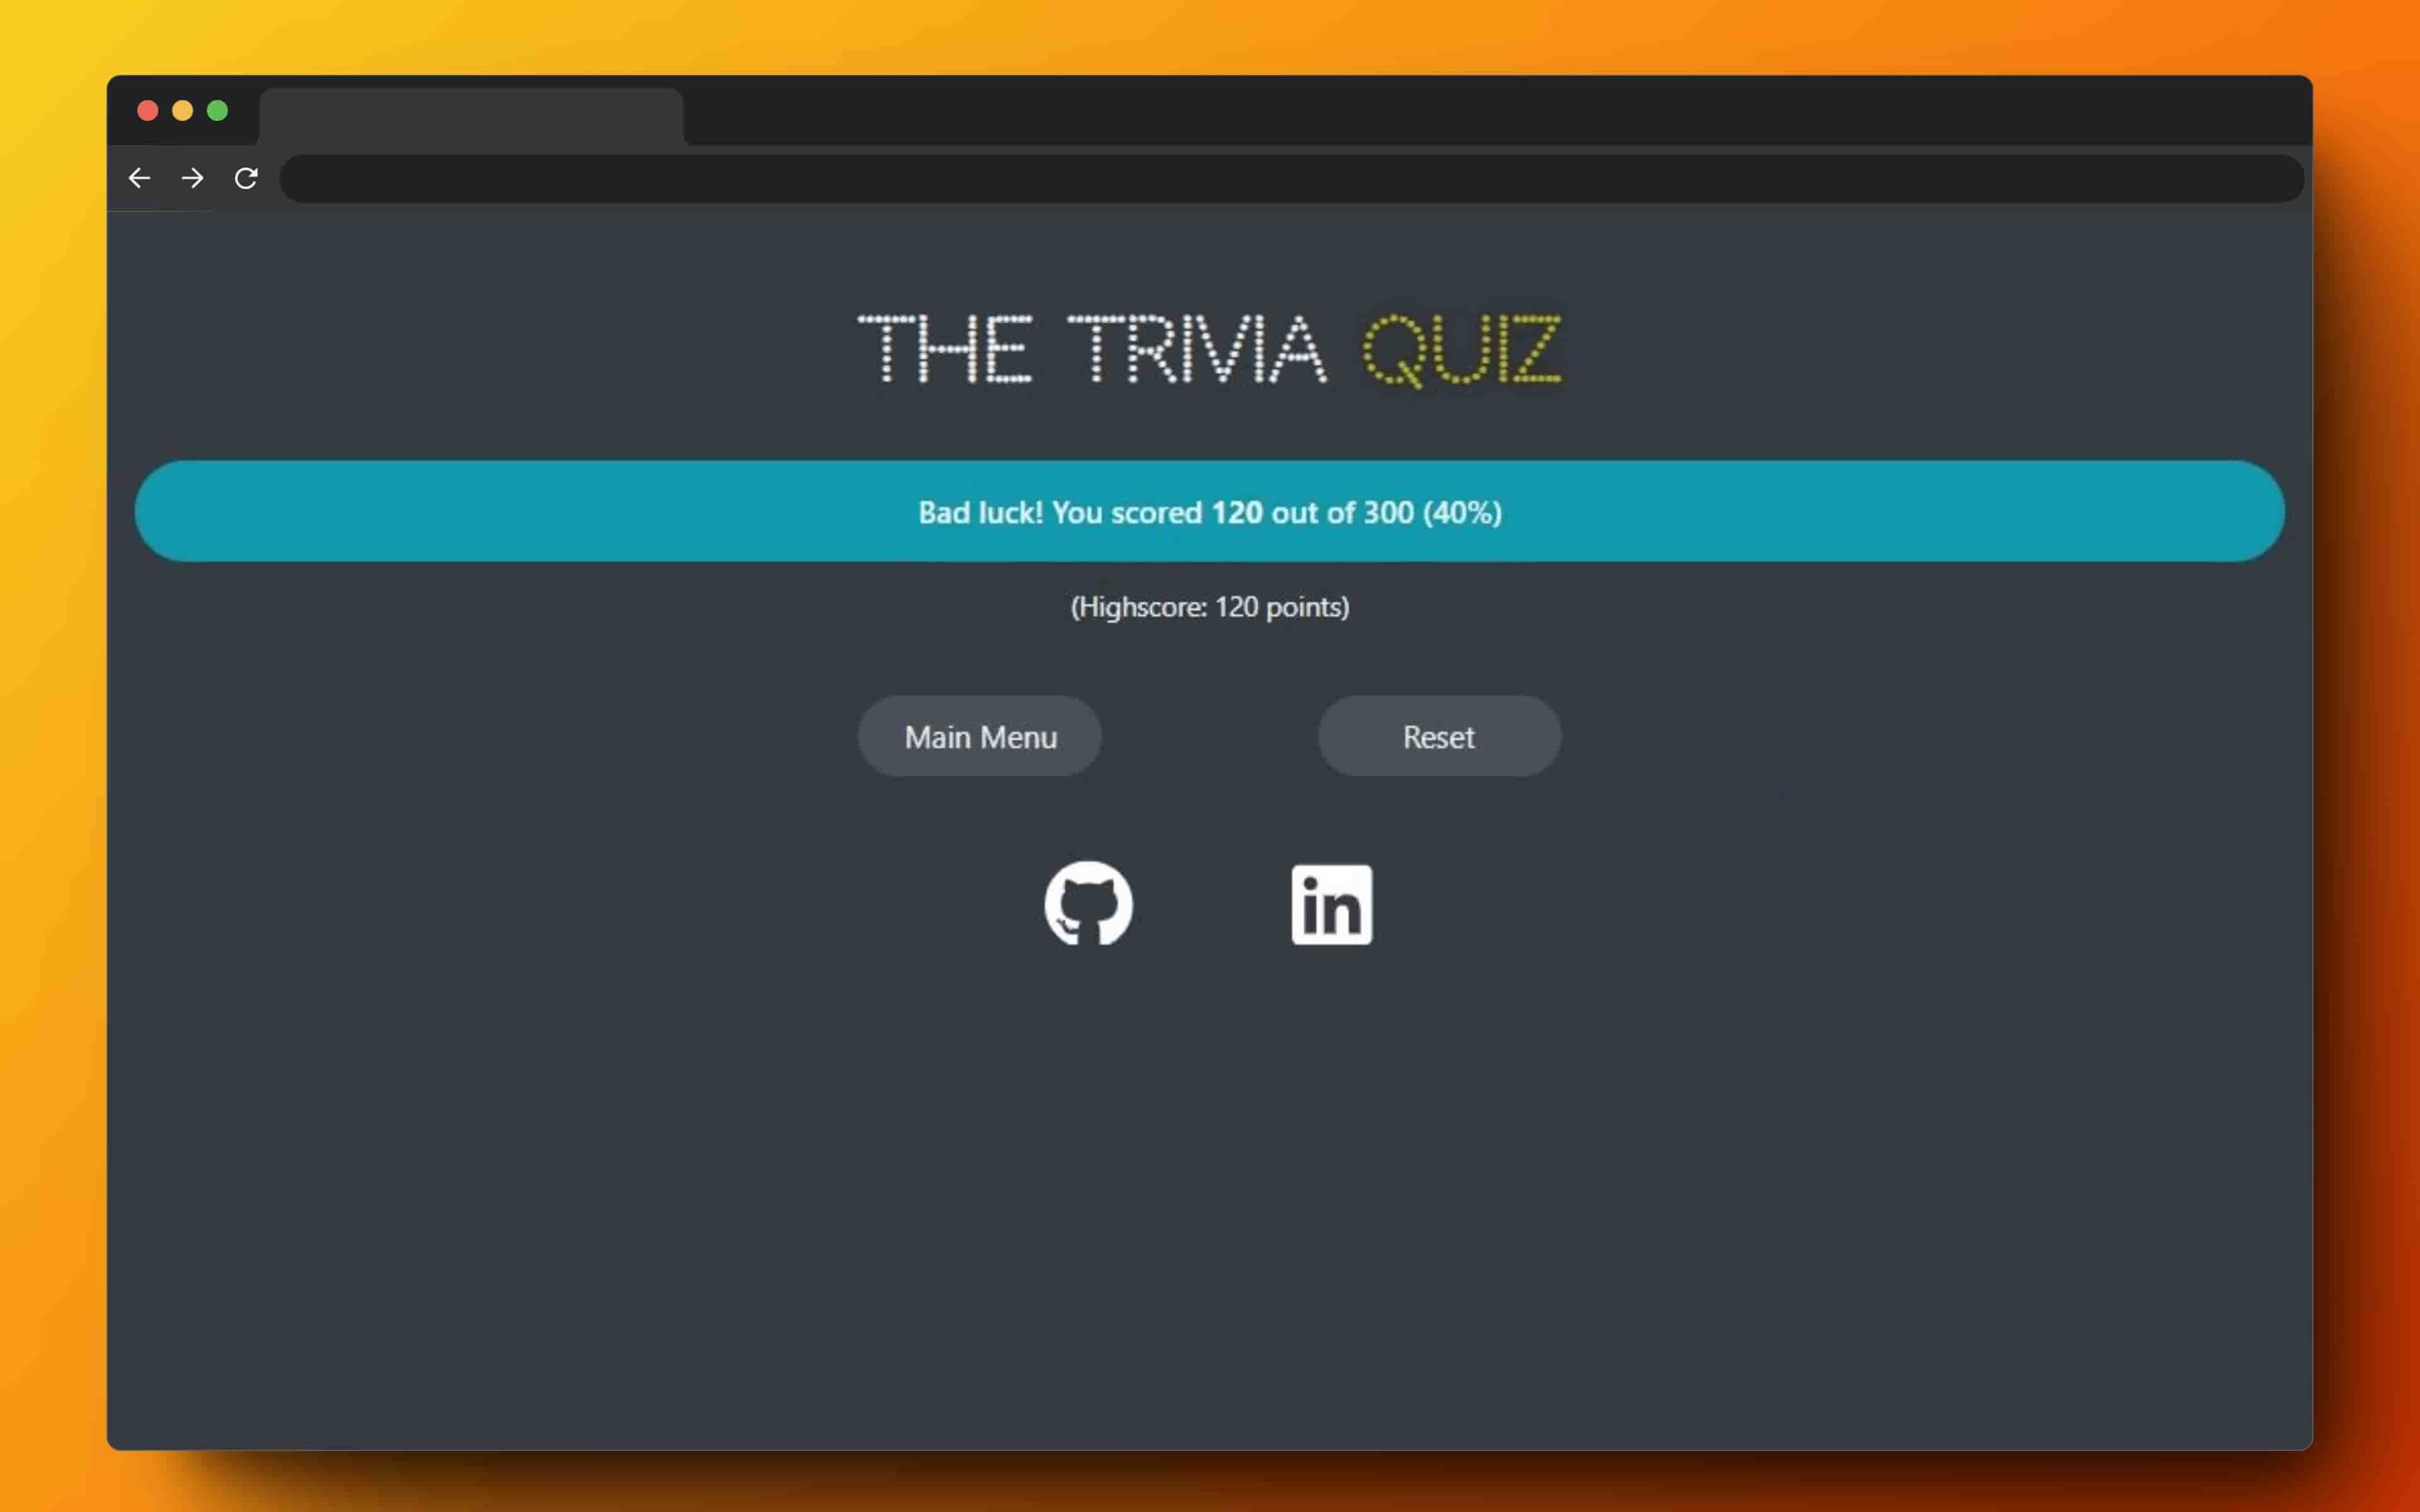 THE TRIVIA QUIZ
Bad luck! You scored 120 out of 300 (40%)
(Highscore: 120 points)
Main Menu
Reset
in